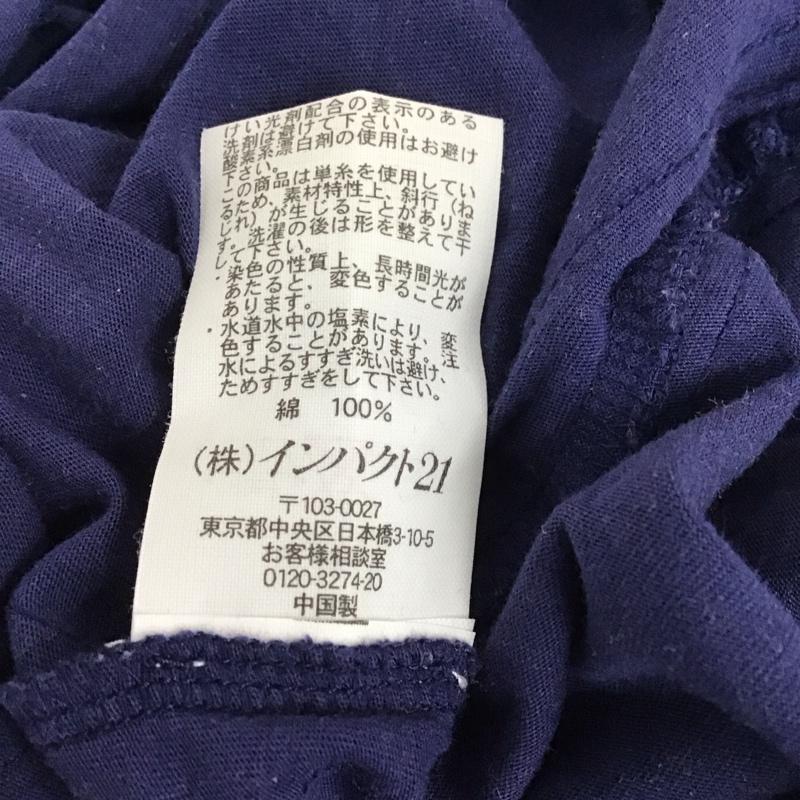 け い光剤配合の表示のある
洗剤は避けて下さい。
酸素系漂白剤の使用はお避け
下さい。
この商品は単糸を使用してい
るため、素材特性上、斜行(ねま
じれ)が生じることがありま
す。洗濯の後は形を整えて干
して下さい。
・染色の性質上、長時間光が
あたると、変色することが
あります。
・水道水中の塩素により、変
色することがあります。注
水によるすすぎ洗いは避け、
ためすすぎをして下さい。
綿 100%
(株)インパクト21
〒103-0027
東京都中央区日本橋3-10-5
お客様相談室
0120-3274-20
中国製